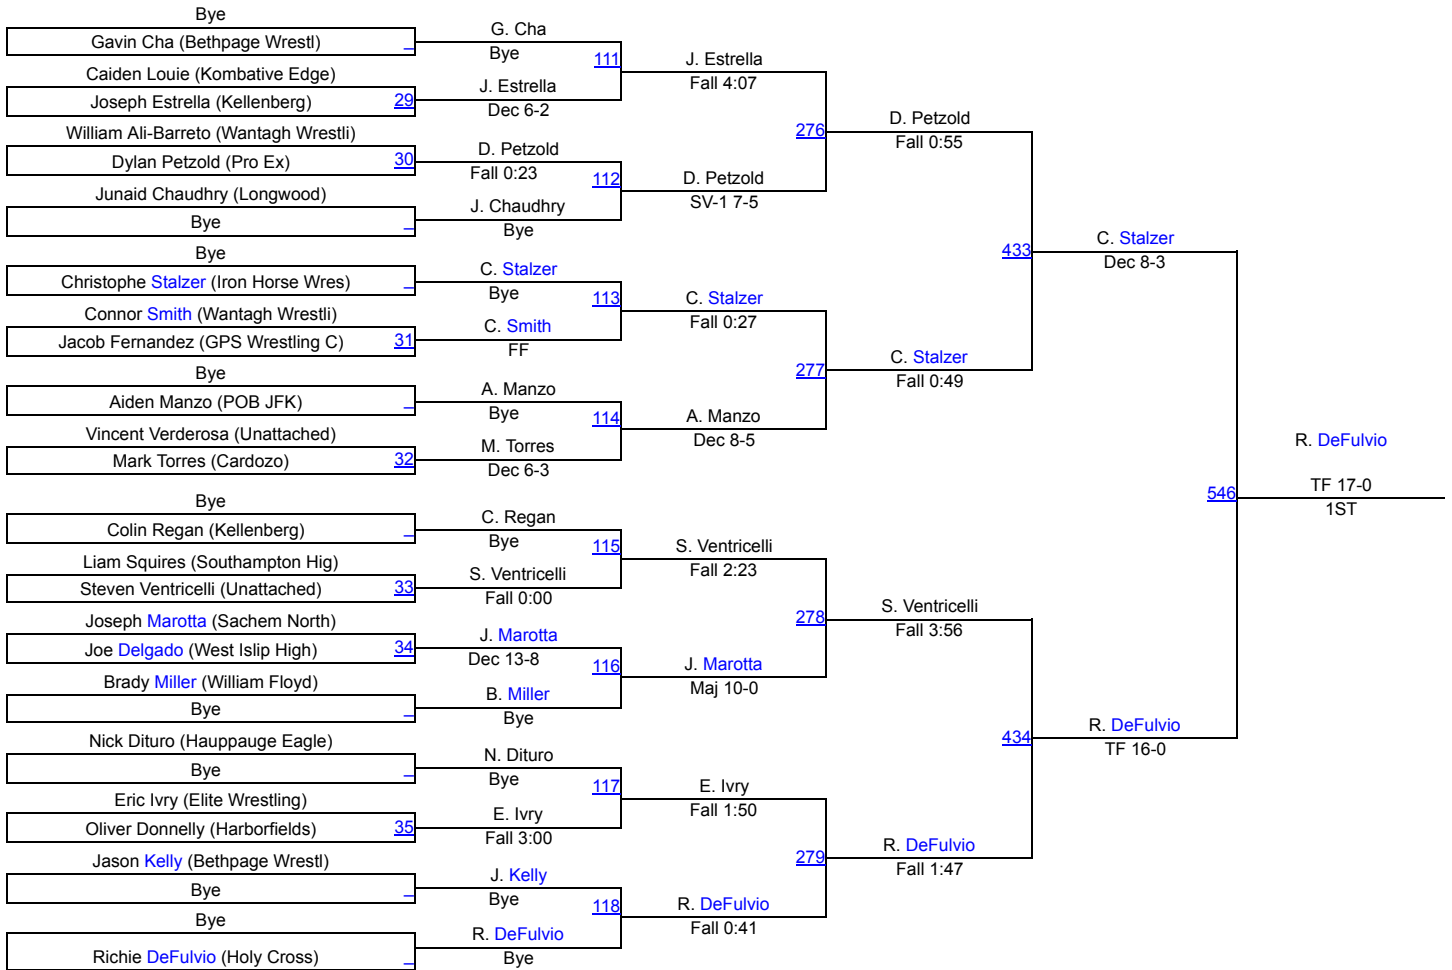 Bye
Gavin Cha (Bethpage Wrestl)
Caiden Louie (Kombative Edge)
Joseph Estrella (Kellenberg) 29
William Ali-Barreto (Wantagh Wrestli)
Dylan Petzold (Pro Ex) 30
Junaid Chaudhry (Longwood)
Bye
Bye
Christophe Stalzer (Iron Horse Wres)
Connor Smith (Wantagh Wrestli)
Jacob Fernandez (GPS Wrestling C) 31
Bye
Aiden Manzo (POB JFK)
Vincent Verderosa (Unattached)
Mark Torres (Cardozo) 32
Bye
Colin Regan (Kellenberg)
Liam Squires (Southampton Hig)
Steven Ventricelli (Unattached) 33
Joseph Marotta (Sachem North)
Joe Delgado (West Islip High) 34
Brady Miller (William Floyd)
Bye
Nick Dituro (Hauppauge Eagle)
Bye
Eric Ivry (Elite Wrestling)
Oliver Donnelly (Harborfields) 35
Jason Kelly (Bethpage Wrestl)
Bye
Bye
Richie DeFulvio (Holy Cross)
G. Cha
Bye
111
J. Estrella
Dec 6-2
D. Petzold
Fall 0:23
112
J. Chaudhry
Bye
C. Stalzer
Bye
113
C. Smith
FF
A. Manzo
Bye
114
M. Torres
Dec 6-3
C. Regan
Bye
115
S. Ventricelli
Fall 0:00
J. Marotta
Dec 13-8
116
B. Miller
Bye
N. Dituro
Bye
117
E. Ivry
Fall 3:00
J. Kelly
Bye
118
R. DeFulvio
Bye
J. Estrella
Fall 4:07
276
D. Petzold
SV-1 7-5
C. Stalzer
Fall 0:27
277
A. Manzo
Dec 8-5
S. Ventricelli
Fall 2:23
278
J. Marotta
Maj 10-0
E. Ivry
Fall 1:50
279
R. DeFulvio
Fall 0:41
D. Petzold
Fall 0:55
433
C. Stalzer
Fall 0:49
S. Ventricelli
Fall 3:56
434
R. DeFulvio
Fall 1:47
C. Stalzer
Dec 8-3
546
R. DeFulvio
TF 16-0
R. DeFulvio
TF 17-0
1ST